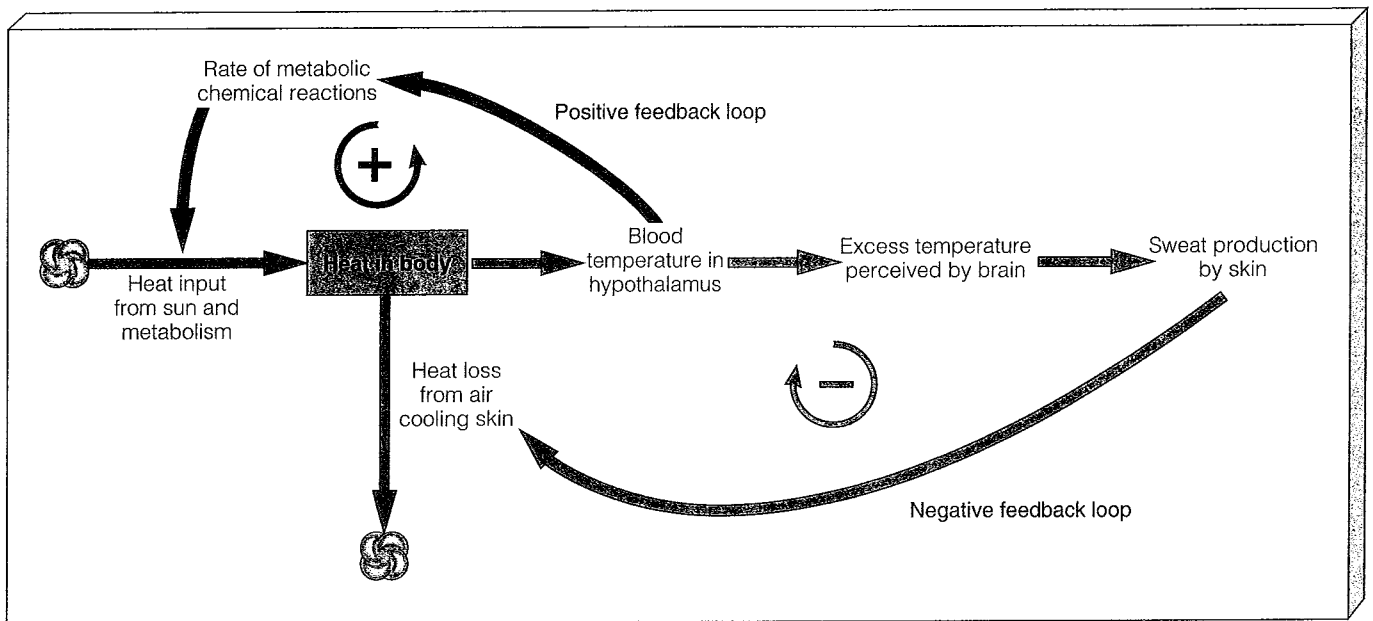 Rate of metabolic
chemical reactions
Positive feedback loop
+
Heat input
from sun and
metabolism
Heat in body
Blood
temperature in
hypothalamus
Excess temperature
perceived by brain
Sweat production
by skin
Heat loss
from air
cooling skin
−
Negative feedback loop